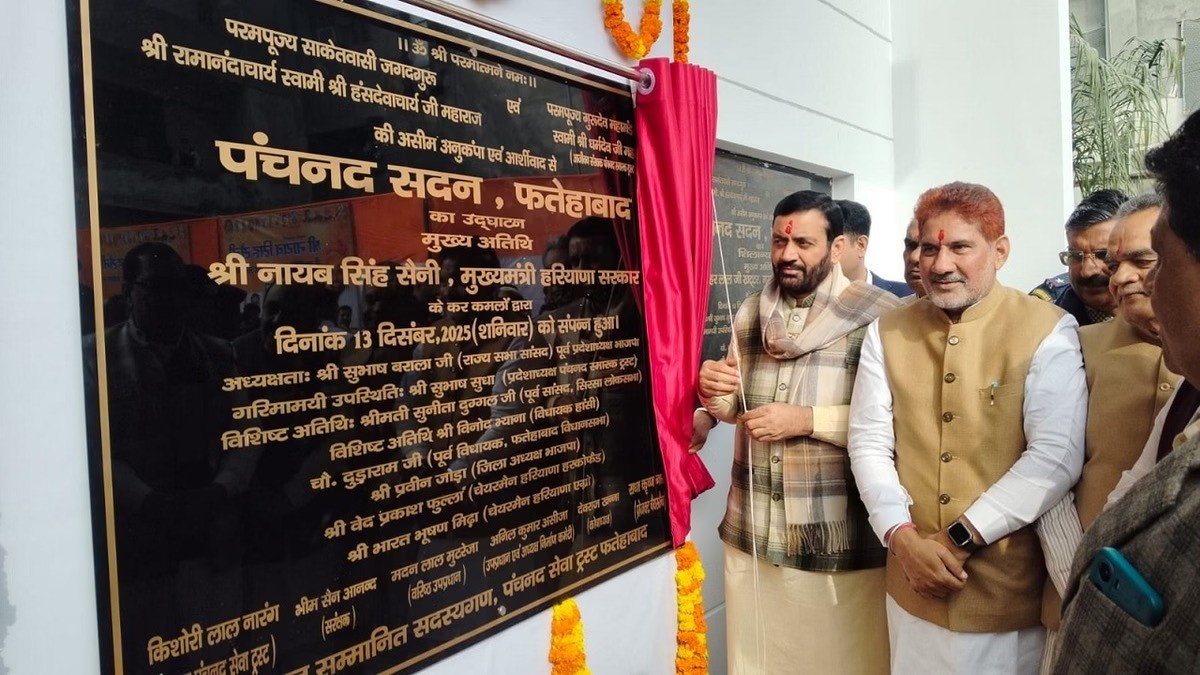 ।। ॐ श्री परमात्मने नमः।।
परमपूज्य साकेतवासी जगदगुरू
श्री रामानंदाचार्य स्वामी श्री हंसदेवाचार्य जी महाराज
एवं
परमपूज्य गुरूदेव
स्वामी श्री धर्मदेव जी
की असीम अनुकंपा एवं आर्शीवाद से
पंचनद सदन , फतेहाबाद
का उद्घाटन
मुख्य अतिथि
श्री नायब सिंह सैनी , मुख्यमंत्री हरियाणा सरकार
के कर कमलों द्वारा
दिनांक 13 दिसंबर,2025(शनिवार) को संपन्न हुआ।
अध्यक्षताः श्री सुभाष बराला जी (राज्य सभा सांसद) पूर्व प्रदेशाध्यक्ष भाजपा
गरिमामयी उपस्थितिः श्री सुभाष सुधा (प्रदेशाध्यक्ष पंचनद स्मारक ट्रस्ट)
विशिष्ट अतिथिः श्रीमती सुनीता दुग्गल जी (पूर्व सांसद, सिरसा लोकसभा)
विशिष्ट अतिथि श्री विनोद भ्याना (विधायक हांसी)
चौ. दुड़ाराम जी (पूर्व विधायक, फतेहाबाद विधानसभा)
श्री प्रवीन जोड़ा (जिला अध्यक्ष भाजपा)
श्री वेद प्रकाश फुल्लां (चेयरमैन हरियाणा हरकोफैड)
श्री भारत भूषण मिढ़ा (चेयरमैन हरियाणा एग्रो)
किशोरी लाल नारंग
पंचनद सेवा ट्रस्ट)
भीम सैन आनन्द
(सरंक्षक)
मदन लाल मुटरेजा
(वरिष्ठ उपप्रधान)
अनिल कुमार असीजा
(उपप्रधान एवं अध्यक्ष निर्माण कमेटी)
देवराज खन्ना
(कोषाध्यक्ष)
सम्मानित सदस्यगण, पंचनद सेवा ट्रस्ट फतेहाबाद